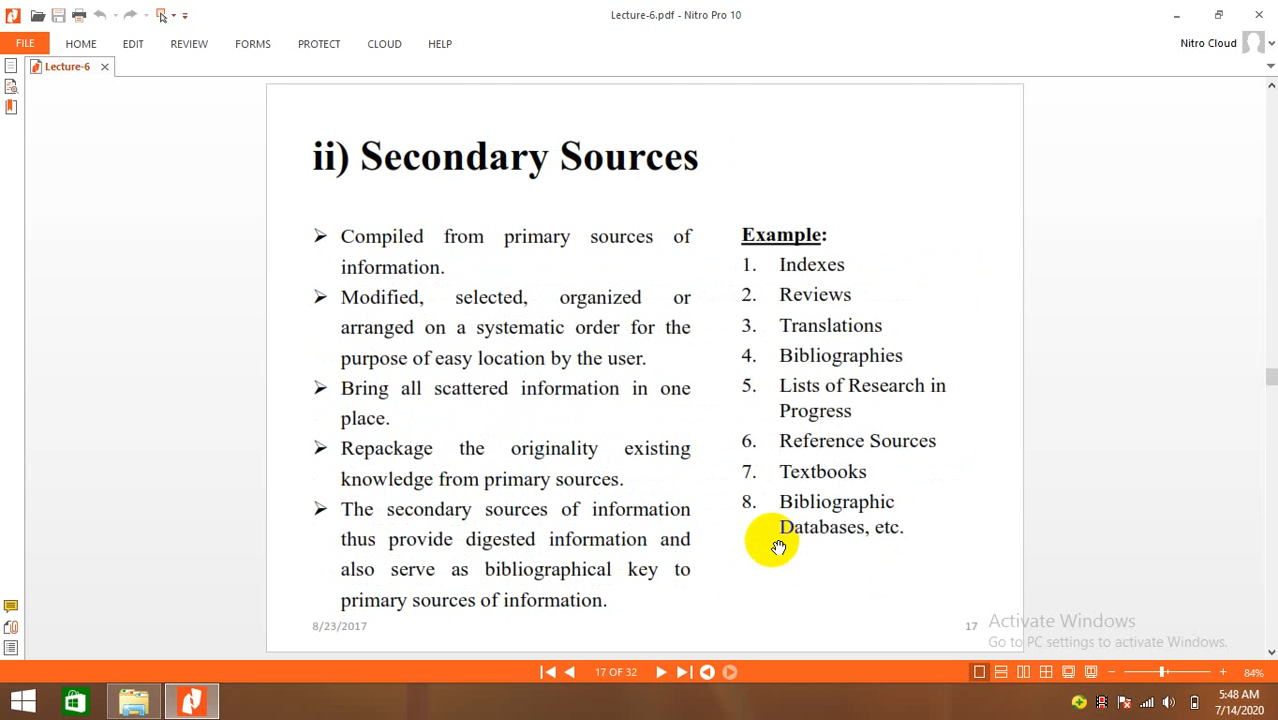 Lecture-6.pdf - Nitro Pro 10
FILE HOME EDIT REVIEW FORMS PROTECT CLOUD HELP Nitro Cloud
Lecture-6
ii) Secondary Sources
➢ Compiled from primary sources of
information.
➢ Modified, selected, organized or
arranged on a systematic order for the
purpose of easy location by the user.
➢ Bring all scattered information in one
place.
➢ Repackage the originality existing
knowledge from primary sources.
➢ The secondary sources of information
thus provide digested information and
also serve as bibliographical key to
primary sources of information.
Example:
1. Indexes
2. Reviews
3. Translations
4. Bibliographies
5. Lists of Research in
Progress
6. Reference Sources
7. Textbooks
8. Bibliographic
Databases, etc.
8/23/2017
17
Activate Windows
Go to PC settings to activate Windows.
17 OF 32
84%
5:48 AM
7/14/2020